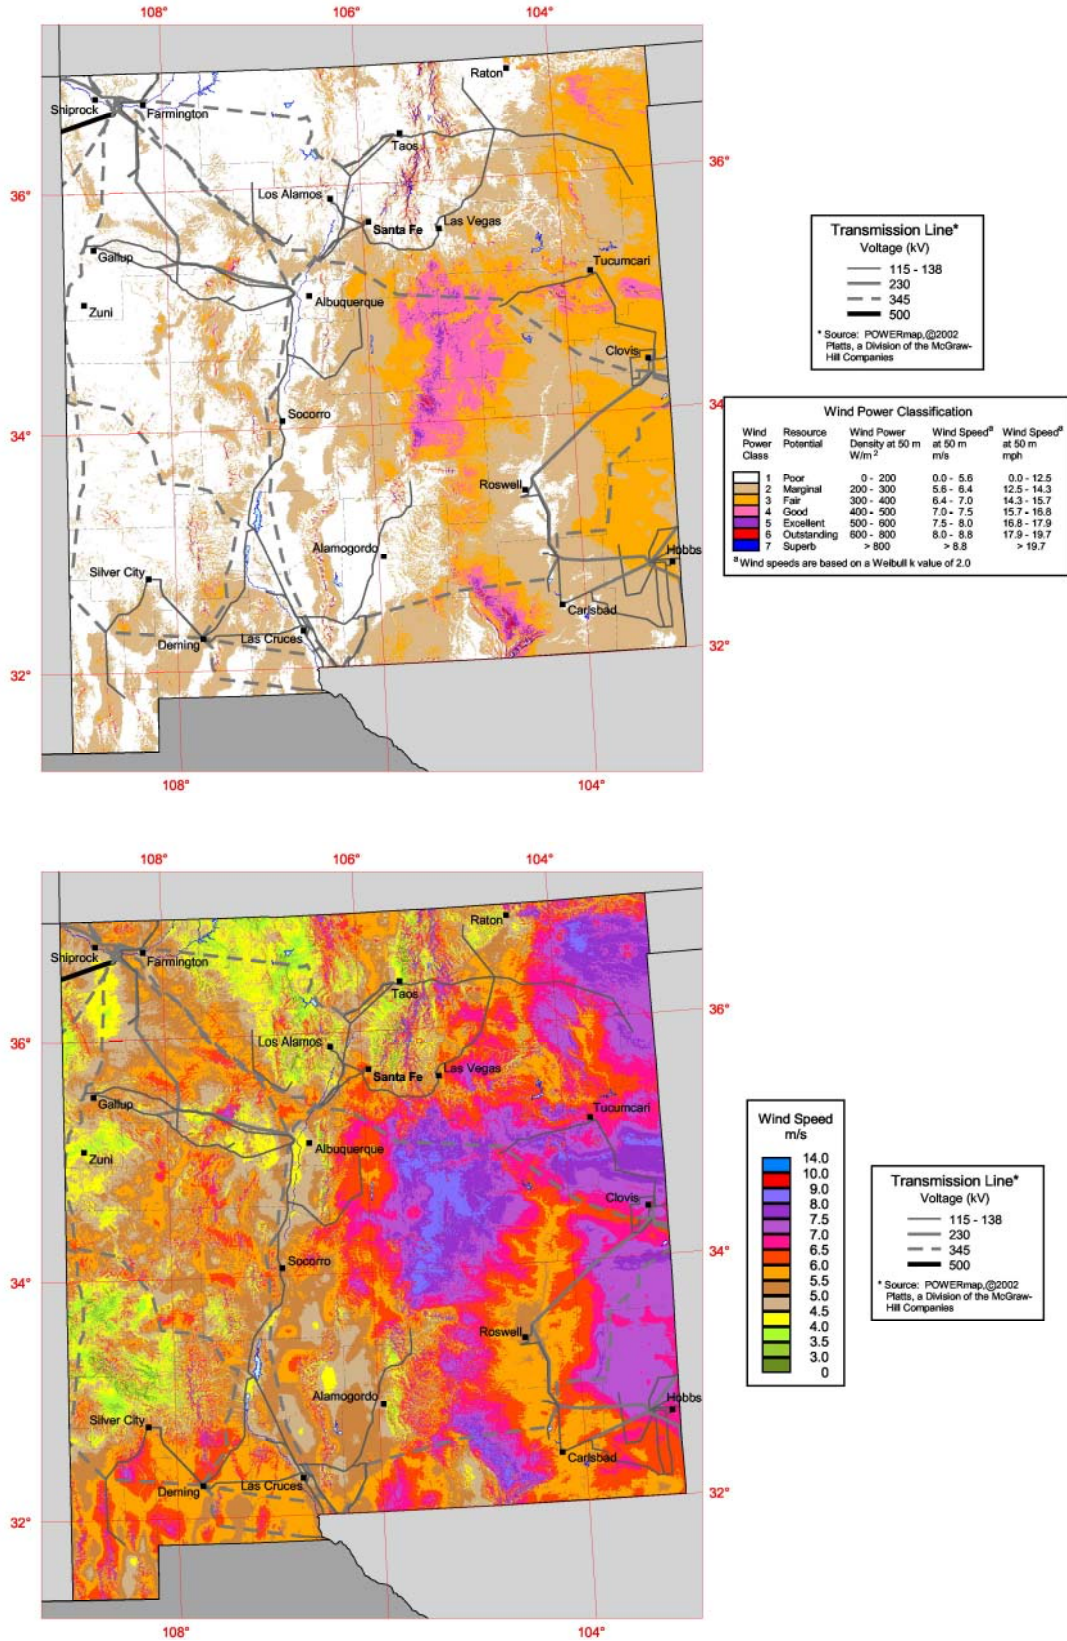 108°
106°
104°
Raton
Shiprock
Farmington
Taos
36°
36°
Los Alamos
Santa Fe
Las Vegas
Gallup
Tucumcari
Zuni
Albuquerque
Clovis
Socorro
34
34°
Roswell
Alamogordo
Hobbs
Silver City
Carlsbad
Las Cruces
Deming
32°
32°
108°
104°
Transmission Line*
Voltage (kV)
115 - 138
230
345
500
* Source: POWERmap,©2002
Platts, a Division of the McGraw-
Hill Companies
Wind Power Classification
Wind Resource Wind Power Wind Speedª Wind Speedª
Power Potential Density at 50 m at 50 m at 50 m
Class W/m² m/s mph
1 Poor 0 - 200 0.0 - 5.6 0.0 - 12.5
2 Marginal 200 - 300 5.6 - 6.4 12.5 - 14.3
3 Fair 300 - 400 6.4 - 7.0 14.3 - 15.7
4 Good 400 - 500 7.0 - 7.5 15.7 - 16.8
5 Excellent 500 - 600 7.5 - 8.0 16.8 - 17.9
6 Outstanding 600 - 800 8.0 - 8.8 17.9 - 19.7
7 Superb > 800 > 8.8 > 19.7
ª Wind speeds are based on a Weibull k value of 2.0
108°
106°
104°
Raton
Shiprock
Farmington
Taos
36°
36°
Los Alamos
Santa Fe
Las Vegas
Gallup
Tucumcari
Zuni
Albuquerque
Clovis
Socorro
34°
34°
Roswell
Alamogordo
Hobbs
Silver City
Carlsbad
Las Cruces
Deming
32°
32°
108°
104°
Wind Speed
m/s
14.0
10.0
9.0
8.0
7.5
7.0
6.5
6.0
5.5
5.0
4.5
4.0
3.5
3.0
0
Transmission Line*
Voltage (kV)
115 - 138
230
345
500
* Source: POWERmap,©2002
Platts, a Division of the McGraw-
Hill Companies